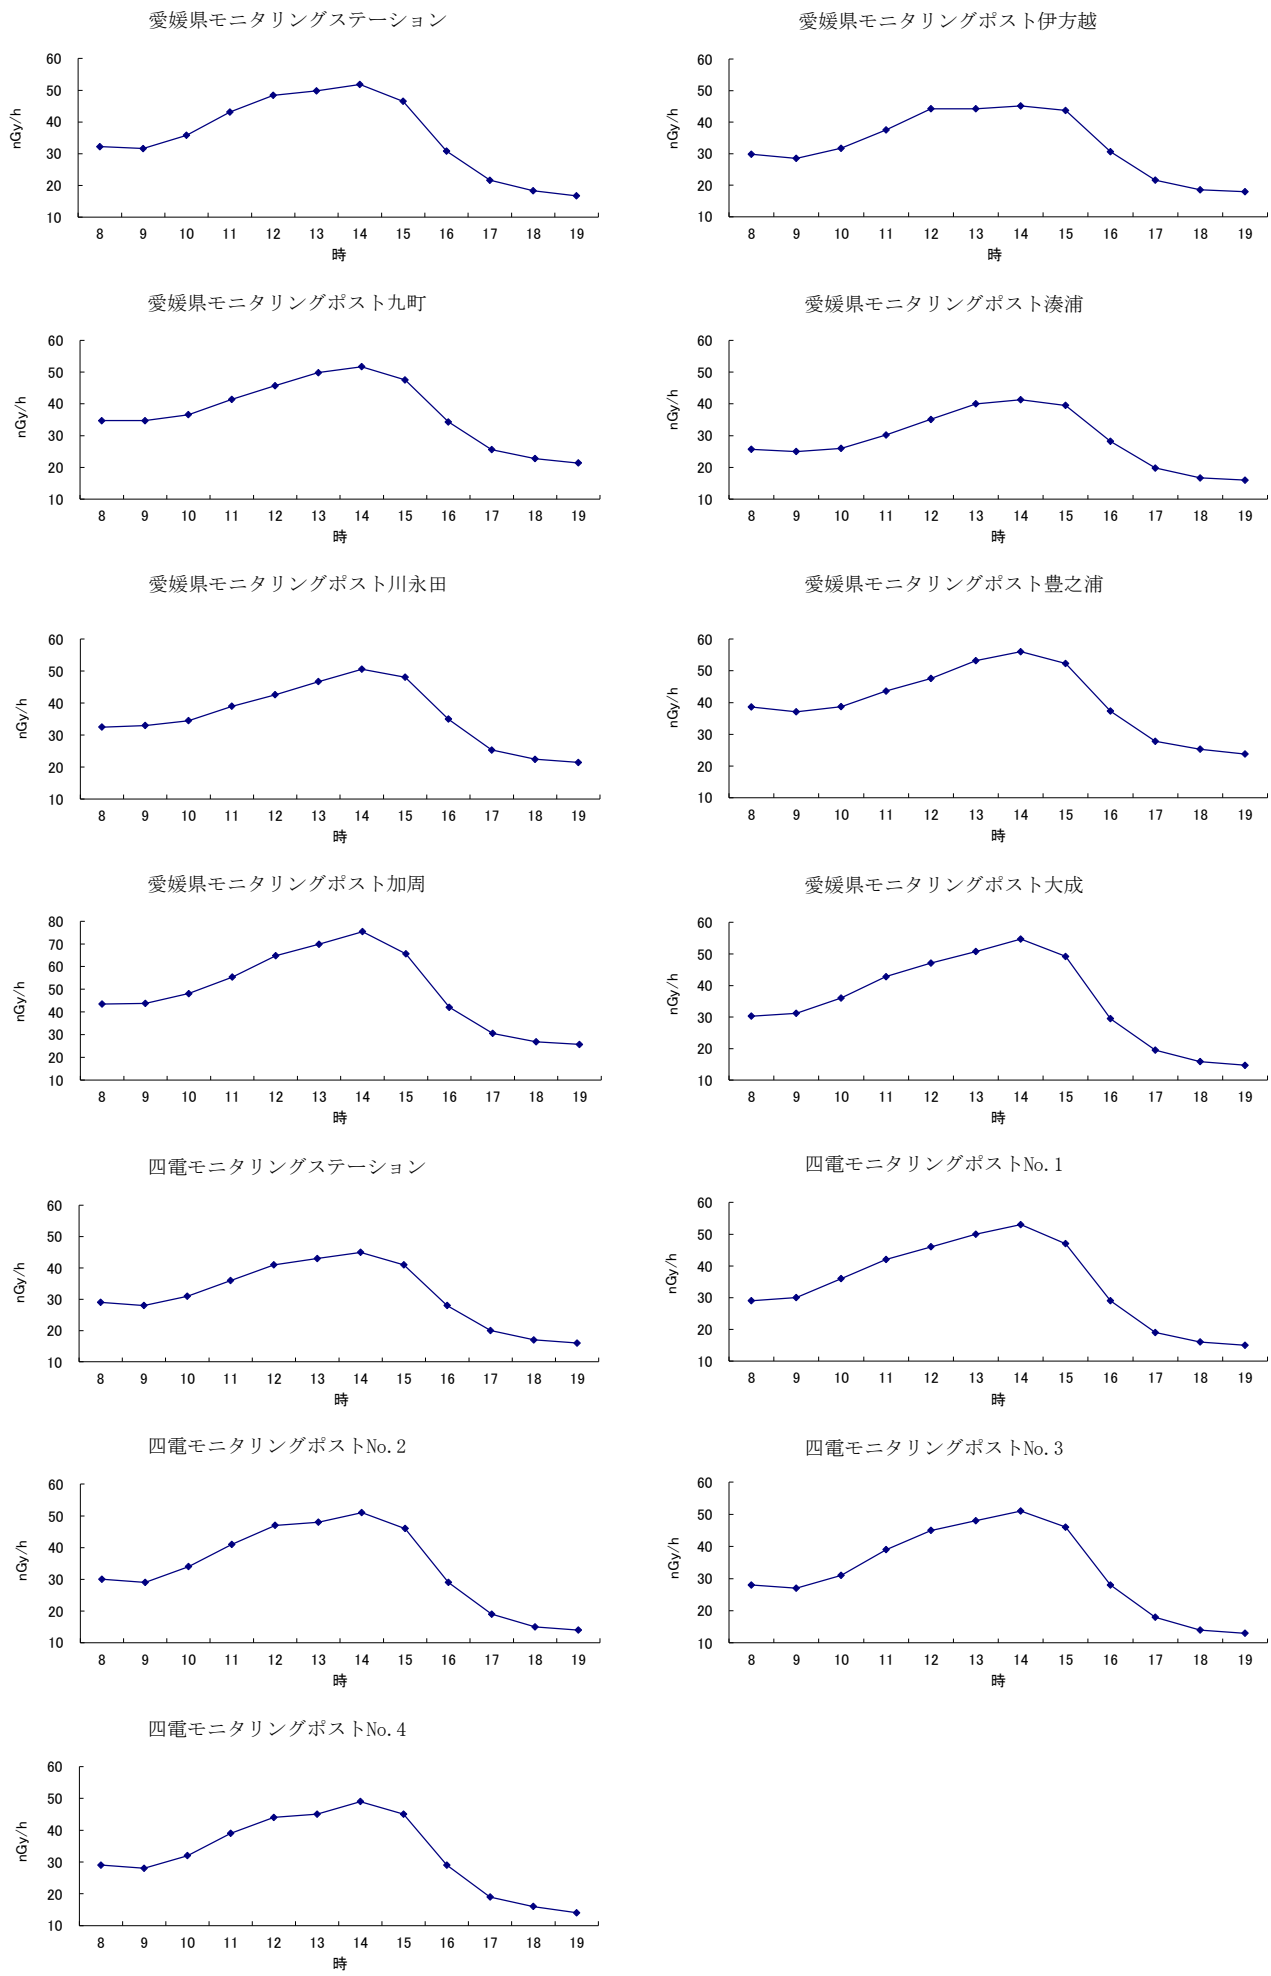 愛媛県モニタリングステーション
60
50
40
30
20
10
nGy/h
8 9 10 11 12 13 14 15 16 17 18 19
時
愛媛県モニタリングポスト伊方越
60
50
40
30
20
10
nGy/h
8 9 10 11 12 13 14 15 16 17 18 19
時
愛媛県モニタリングポスト九町
60
50
40
30
20
10
nGy/h
8 9 10 11 12 13 14 15 16 17 18 19
時
愛媛県モニタリングポスト湊浦
60
50
40
30
20
10
nGy/h
8 9 10 11 12 13 14 15 16 17 18 19
時
愛媛県モニタリングポスト川永田
60
50
40
30
20
10
nGy/h
8 9 10 11 12 13 14 15 16 17 18 19
時
愛媛県モニタリングポスト豊之浦
60
50
40
30
20
10
nGy/h
8 9 10 11 12 13 14 15 16 17 18 19
時
愛媛県モニタリングポスト加周
80
70
60
50
40
30
20
10
nGy/h
8 9 10 11 12 13 14 15 16 17 18 19
時
愛媛県モニタリングポスト大成
60
50
40
30
20
10
nGy/h
8 9 10 11 12 13 14 15 16 17 18 19
時
四電モニタリングステーション
60
50
40
30
20
10
nGy/h
8 9 10 11 12 13 14 15 16 17 18 19
時
四電モニタリングポストNo.1
60
50
40
30
20
10
nGy/h
8 9 10 11 12 13 14 15 16 17 18 19
時
四電モニタリングポストNo.2
60
50
40
30
20
10
nGy/h
8 9 10 11 12 13 14 15 16 17 18 19
時
四電モニタリングポストNo.3
60
50
40
30
20
10
nGy/h
8 9 10 11 12 13 14 15 16 17 18 19
時
四電モニタリングポストNo.4
60
50
40
30
20
10
nGy/h
8 9 10 11 12 13 14 15 16 17 18 19
時